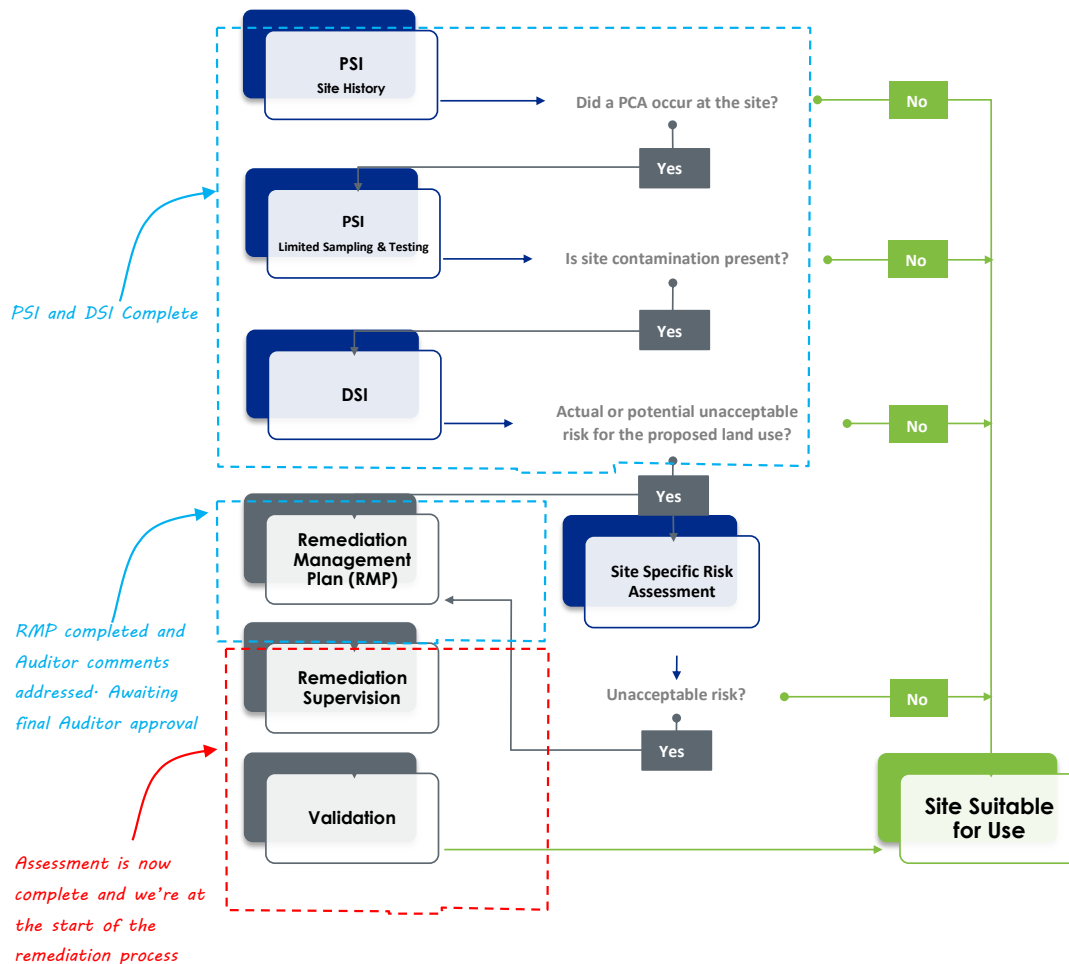 PSI
Site History
Did a PCA occur at the site?
No
Yes
PSI
Limited Sampling & Testing
Is site contamination present?
No
Yes
PSI and DSI Complete
DSI
Actual or potential unacceptable
risk for the proposed land use?
No
Yes
Remediation
Management
Plan (RMP)
Site Specific Risk
Assessment
RMP completed and
Auditor comments
addressed. Awaiting
final Auditor approval
Remediation
Supervision
Unacceptable risk?
No
Yes
Validation
Site Suitable
for Use
Assessment is now
complete and we're at
the start of the
remediation process